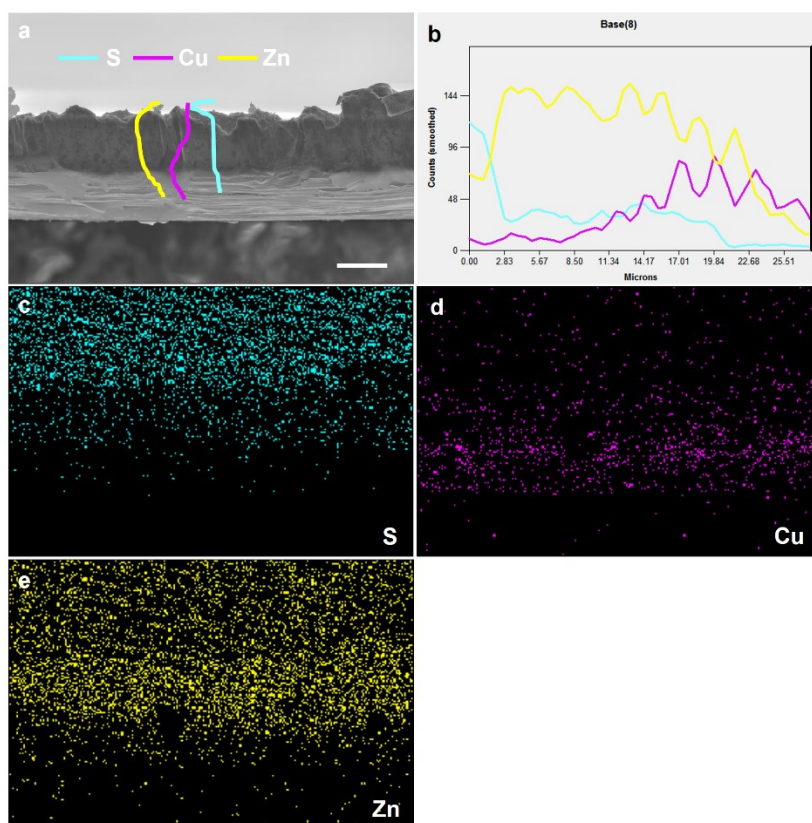 a
S Cu Zn
b
Base(8)
Counts (smoothed)
144
96
48
0
0.00 2.83 5.67 8.50 11.34 14.17 17.01 19.84 22.68 25.51
Microns
c
S
d
Cu
e
Zn